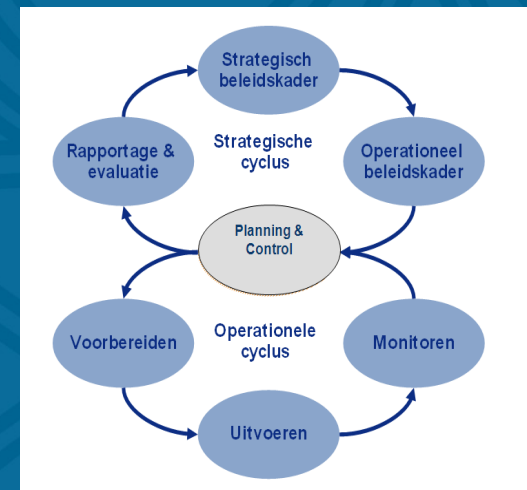 Strategisch
beleidskader
Strategische
cyclus
Rapportage &
evaluatie
Operationeel
beleidskader
Planning &
Control
Voorbereiden
Operationele
cyclus
Monitoren
Uitvoeren